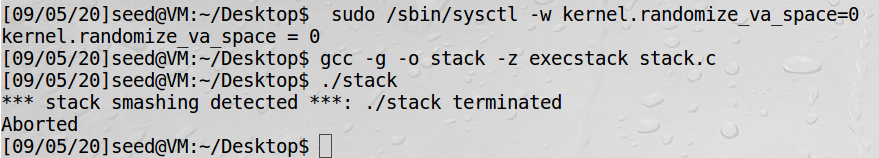 [09/05/20]seed@VM:~/Desktop$  sudo /sbin/sysctl -w kernel.randomize_va_space=0
kernel.randomize_va_space = 0
[09/05/20]seed@VM:~/Desktop$ gcc -g -o stack -z execstack stack.c
[09/05/20]seed@VM:~/Desktop$ ./stack
*** stack smashing detected ***: ./stack terminated
Aborted
[09/05/20]seed@VM:~/Desktop$